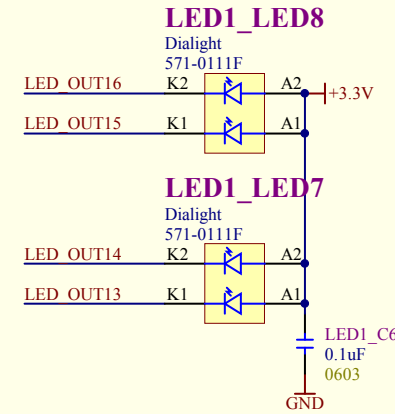 LED1_LED8
Dialight
571-0111F
LED_OUT16 K2 A2 +3.3V
LED_OUT15 K1 A1
LED1_LED7
Dialight
571-0111F
LED_OUT14 K2 A2
LED_OUT13 K1 A1
LED1_C6
0.1uF
0603
GND